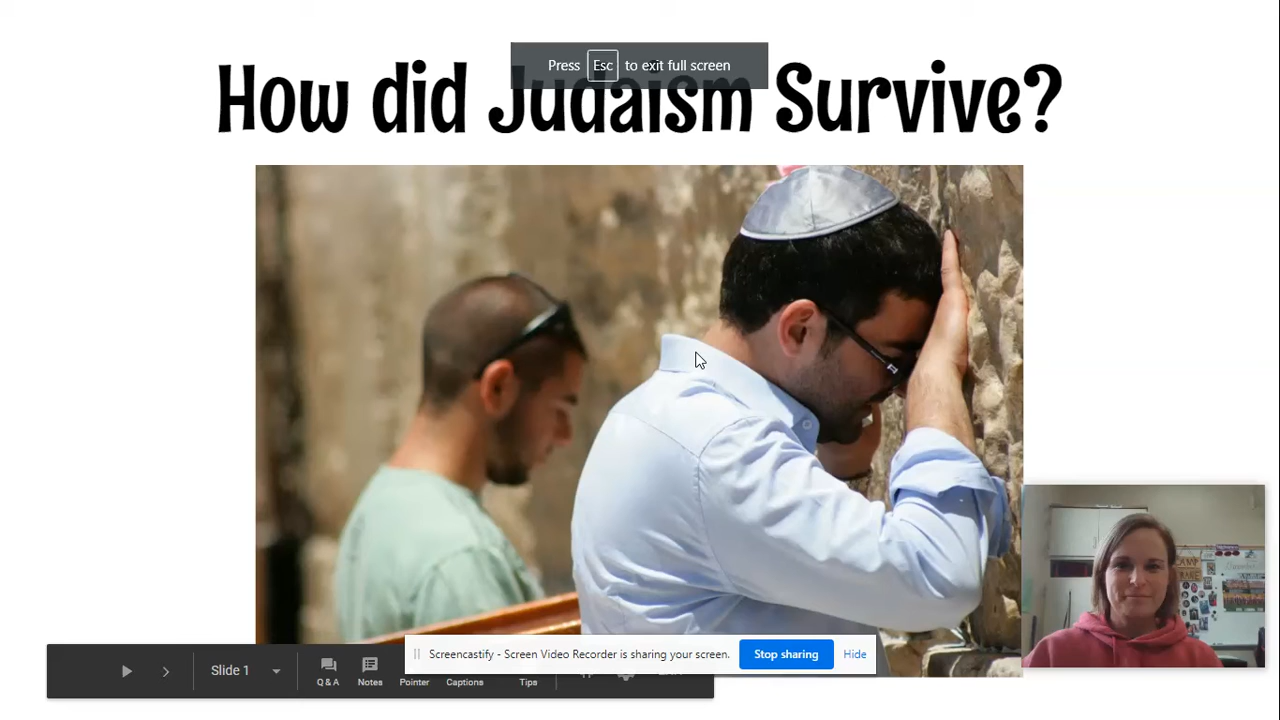 Press Esc to exit full screen
How did Judaism Survive?
Screencastify - Screen Video Recorder is sharing your screen.
Stop sharing
Hide
Slide 1
Q & A
Notes
Pointer
Captions
Tips